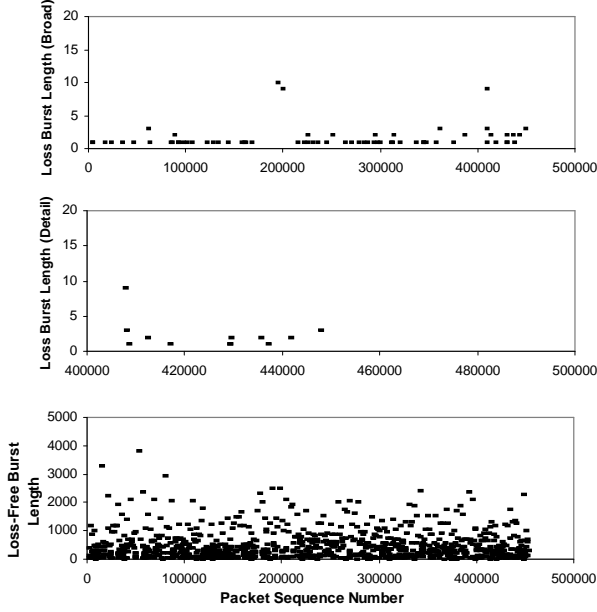 Loss Burst Length (Broad)
20
15
10
5
0
0 100000 200000 300000 400000 500000
Loss Burst Length (Detail)
20
15
10
5
0
400000 420000 440000 460000 480000 500000
Loss-Free Burst
Length
5000
4000
3000
2000
1000
0
0 100000 200000 300000 400000 500000
Packet Sequence Number